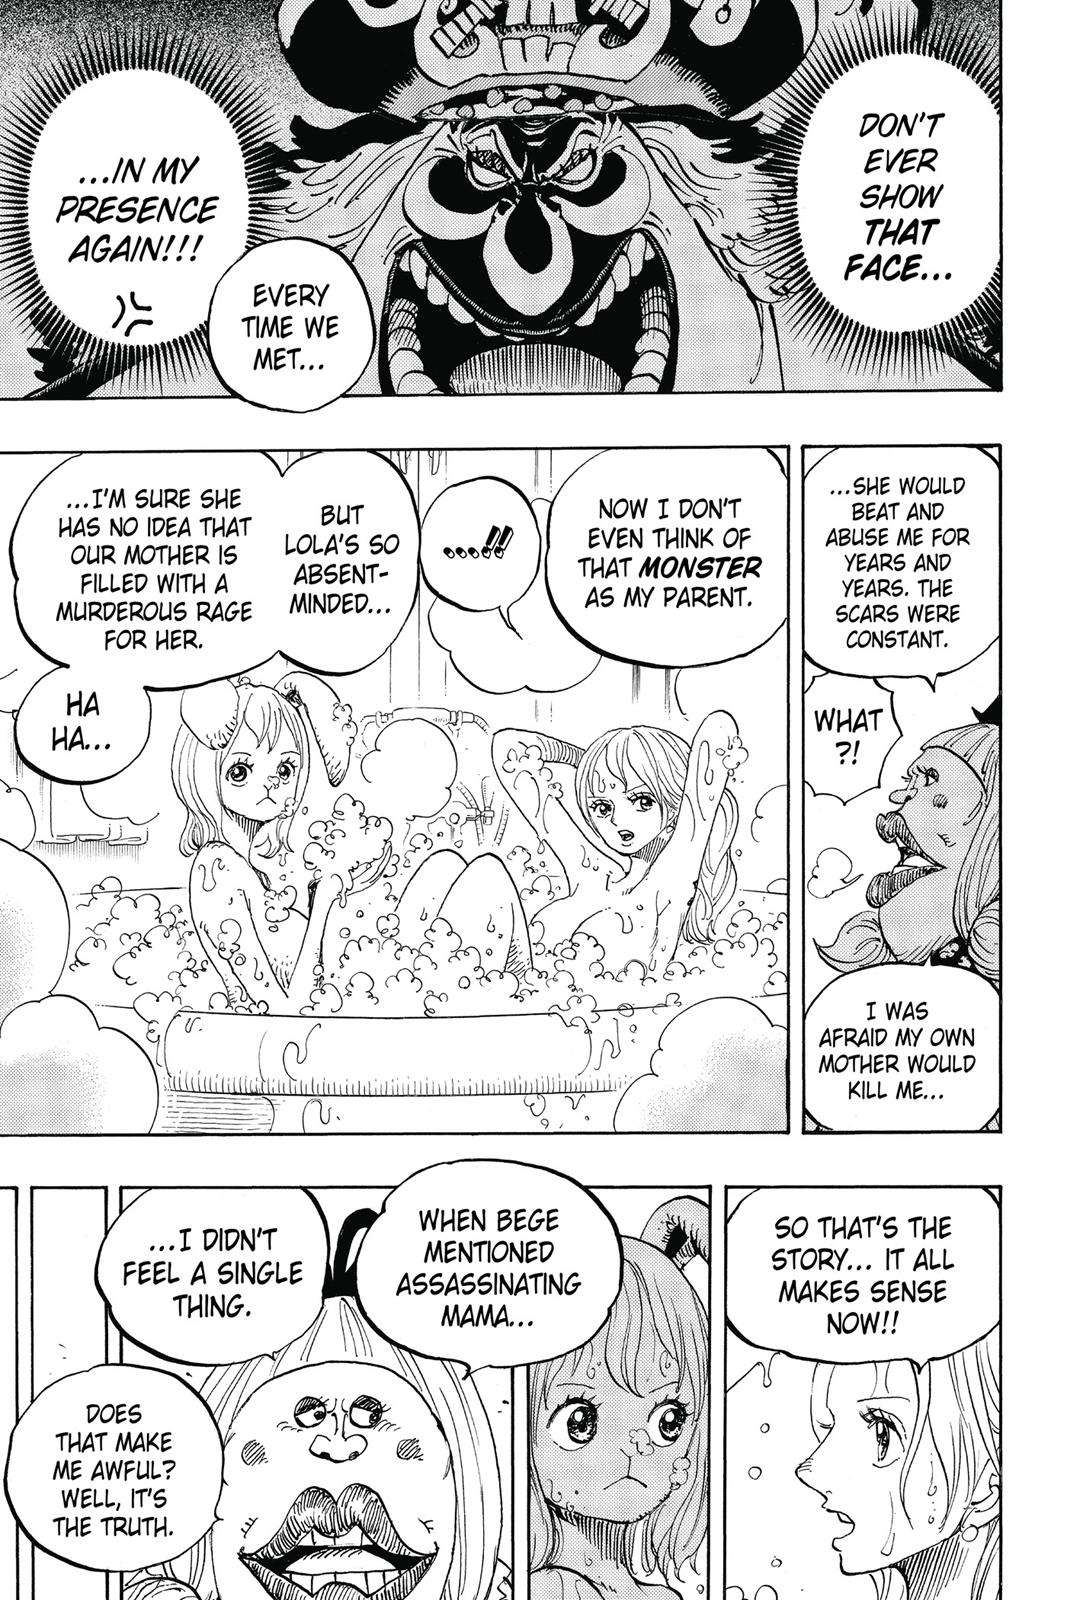 DON'T
EVER
SHOW
THAT
FACE...
...IN MY
PRESENCE
AGAIN!!!
EVERY
TIME WE
MET...
...SHE WOULD
BEAT AND
ABUSE ME FOR
YEARS AND
YEARS. THE
SCARS WERE
CONSTANT.
WHAT
?!
I WAS
AFRAID MY OWN
MOTHER WOULD
KILL ME...
NOW I DON'T
EVEN THINK OF
THAT MONSTER
AS MY PARENT.
...!!
BUT
LOLA'S SO
ABSENT-
MINDED...
...I'M SURE SHE
HAS NO IDEA THAT
OUR MOTHER IS
FILLED WITH A
MURDEROUS RAGE
FOR HER.
HA
HA...
SO THAT'S THE
STORY... IT ALL
MAKES SENSE
NOW!!
WHEN BEGE
MENTIONED
ASSASSINATING
MAMA...
...I DIDN'T
FEEL A SINGLE
THING.
DOES
THAT MAKE
ME AWFUL?
WELL, IT'S
THE TRUTH.